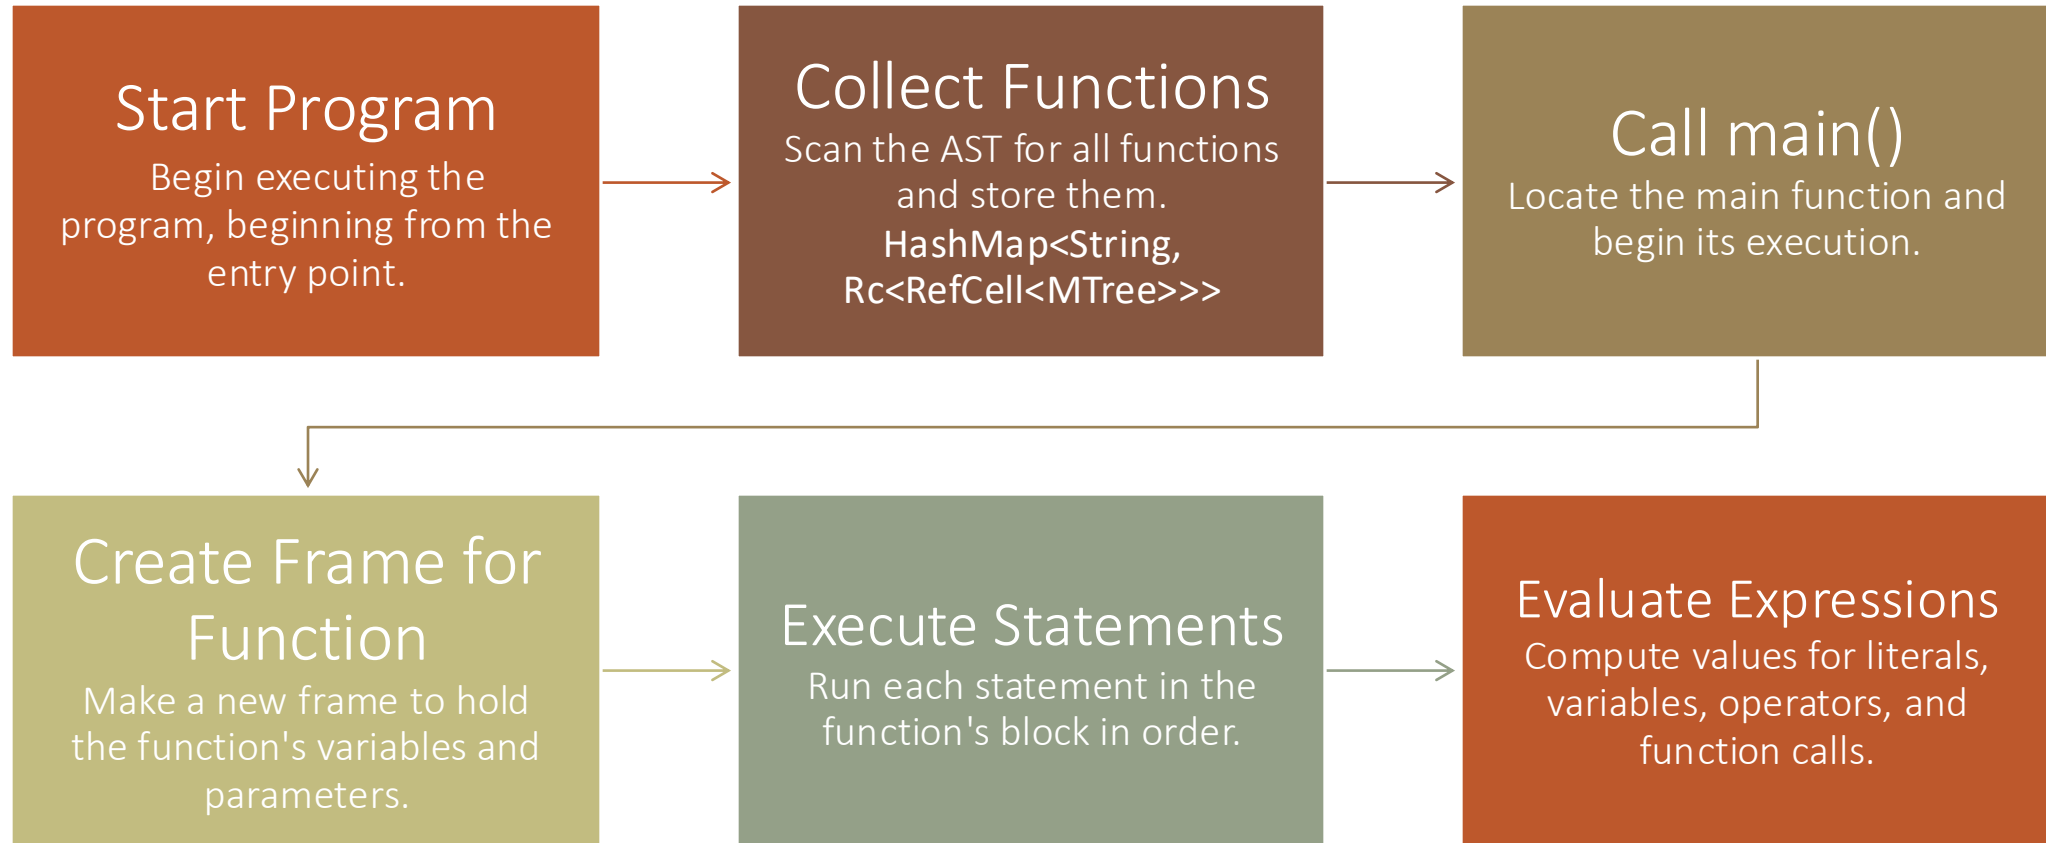 Start Program
Begin executing the
program, beginning from the
entry point.
Collect Functions
Scan the AST for all functions
and store them.
HashMap<String,
Rc<RefCell<MTree>>>
Call main()
Locate the main function and
begin its execution.
Create Frame for
Function
Make a new frame to hold
the function's variables and
parameters.
Execute Statements
Run each statement in the
function's block in order.
Evaluate Expressions
Compute values for literals,
variables, operators, and
function calls.